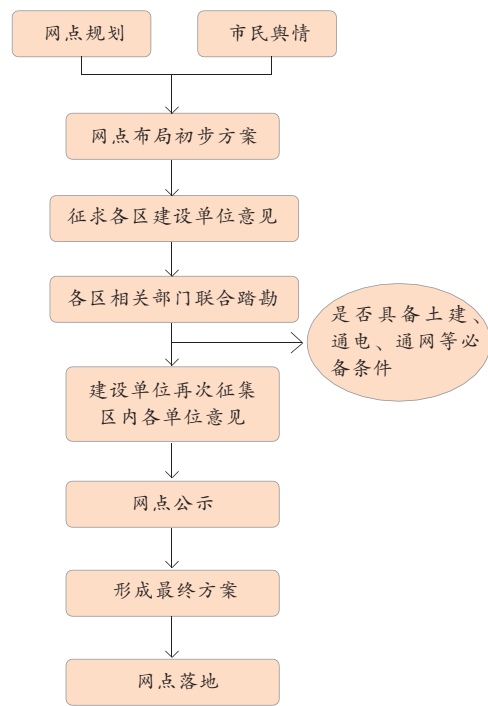 网点规划
市民舆情
网点布局初步方案
征求各区建设单位意见
各区相关部门联合踏勘
是否具备土建、
通电、通网等必
备条件
建设单位再次征集
区内各单位意见
网点公示
形成最终方案
网点落地